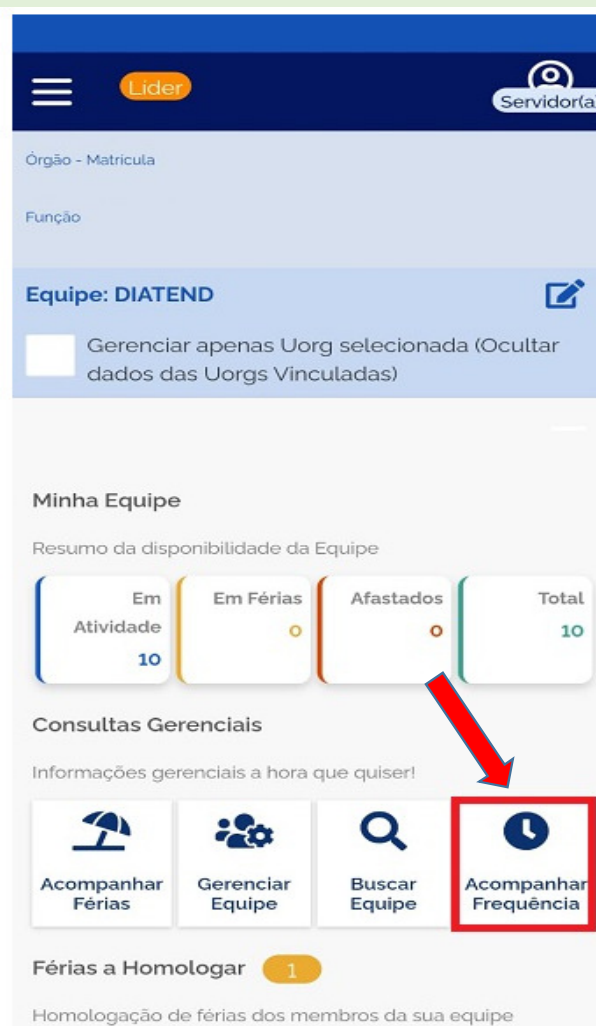 Líder
Servidor(a
Órgão - Matrícula
Função
Equipe: DIATEND
Gerenciar apenas Uorg selecionada (Ocultar
dados das Uorgs Vinculadas)
Minha Equipe
Resumo da disponibilidade da Equipe
Em
Atividade
10
Em Férias
0
Afastados
0
Total
10
Consultas Gerenciais
Informações gerenciais a hora que quiser!
Acompanhar
Férias
Gerenciar
Equipe
Buscar
Equipe
Acompanhar
Frequência
Férias a Homologar 1
Homologação de férias dos membros da sua equipe